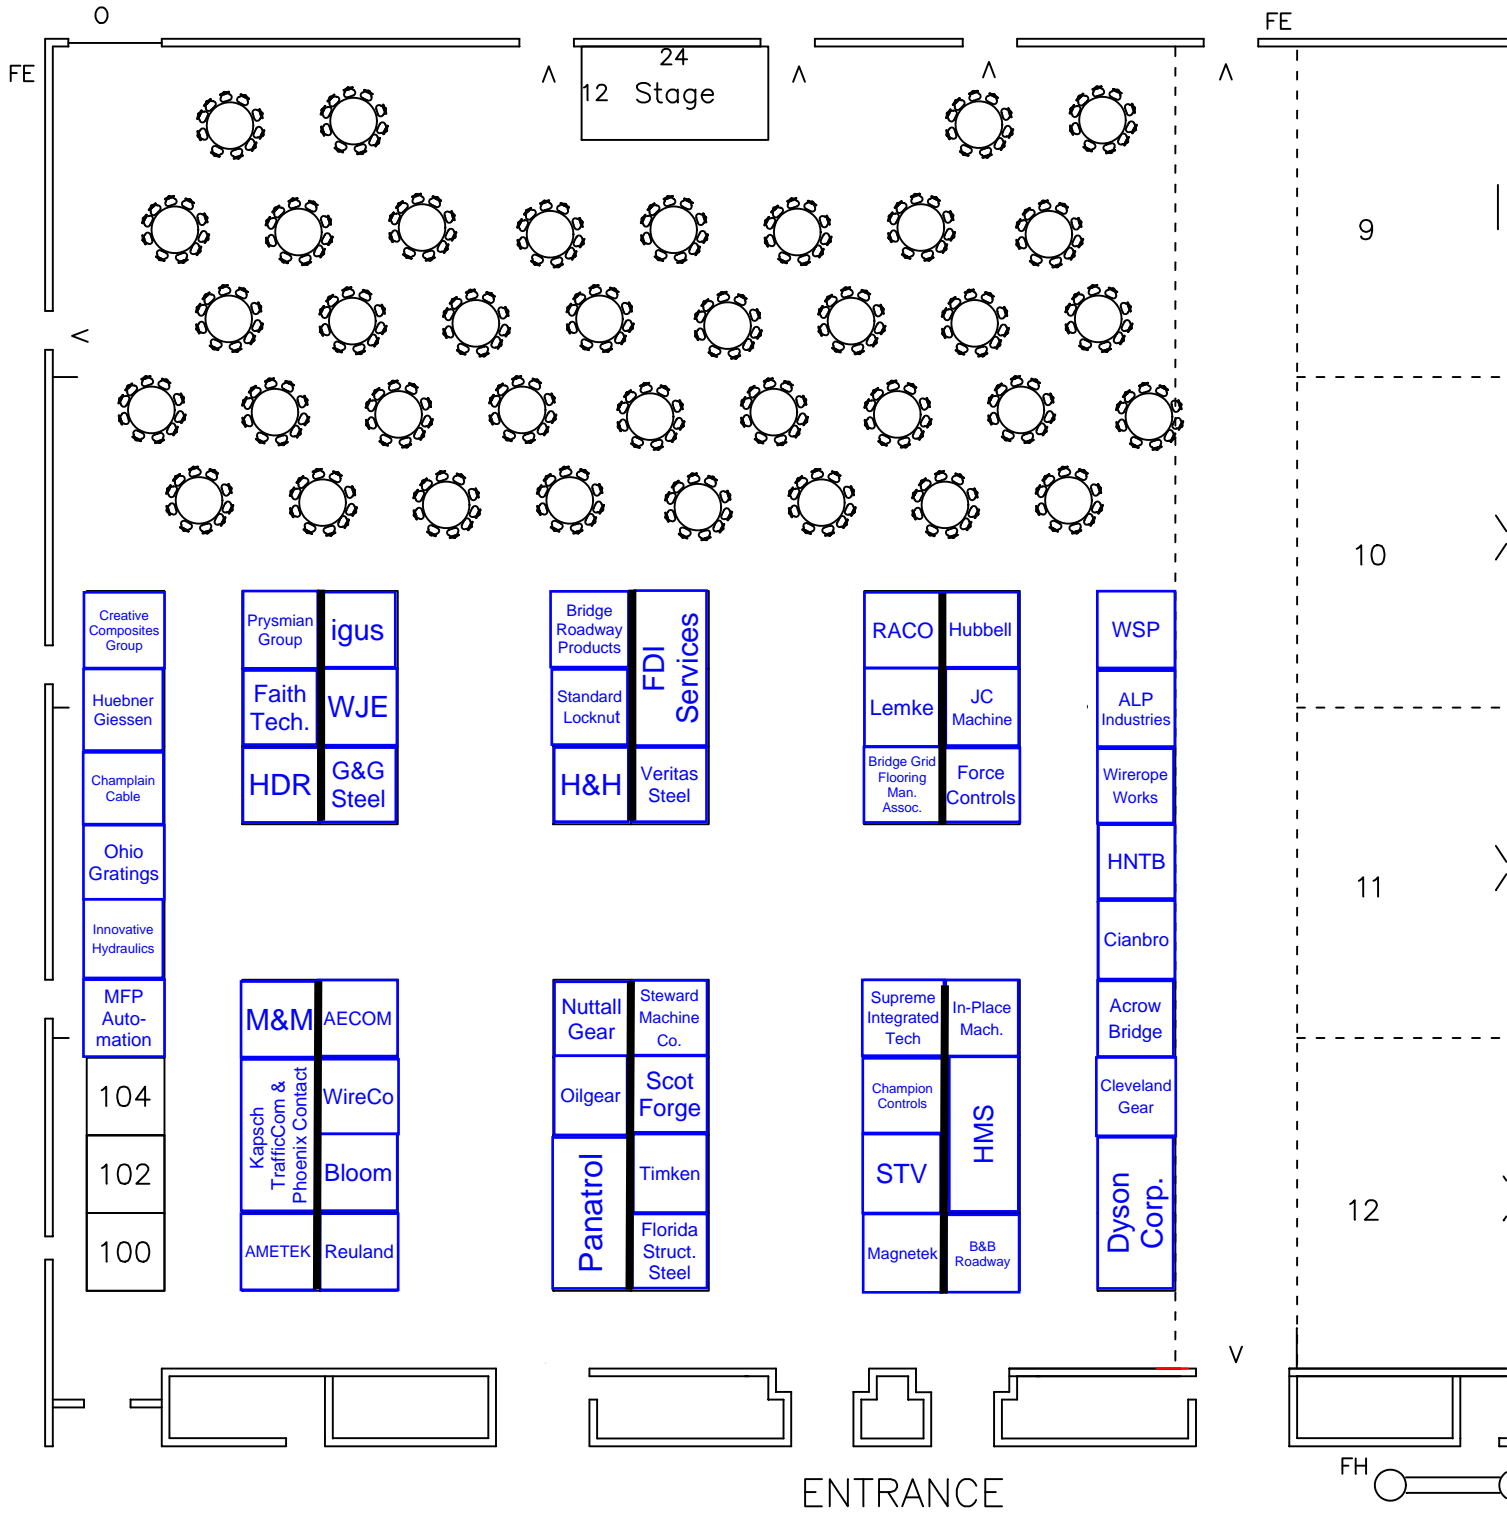 O
FE
FE
24
12 Stage
9
10
11
12
Creative
Composites
Group
Huebner
Giessen
Champlain
Cable
Ohio
Gratings
Innovative
Hydraulics
MFP
Auto-
mation
104
102
100
Prysmian
Group
igus
Faith
Tech.
WJE
HDR
G&G
Steel
M&M
AECOM
Kapsch
TrafficCom &
Phoenix Contact
WireCo
Bloom
AMETEK
Reuland
Bridge
Roadway
Products
FDI
Services
Standard
Locknut
H&H
Veritas
Steel
Nuttall
Gear
Steward
Machine
Co.
Oilgear
Scot
Forge
Panatrol
Timken
Florida
Struct.
Steel
RACO
Hubbell
Lemke
JC
Machine
Bridge Grid
Flooring
Man.
Assoc.
Force
Controls
Supreme
Integrated
Tech
In-Place
Mach.
Champion
Controls
HMS
STV
Magnetek
B&B
Roadway
WSP
ALP
Industries
Wirerope
Works
HNTB
Cianbro
Acrow
Bridge
Cleveland
Gear
Dyson
Corp.
ENTRANCE
FH